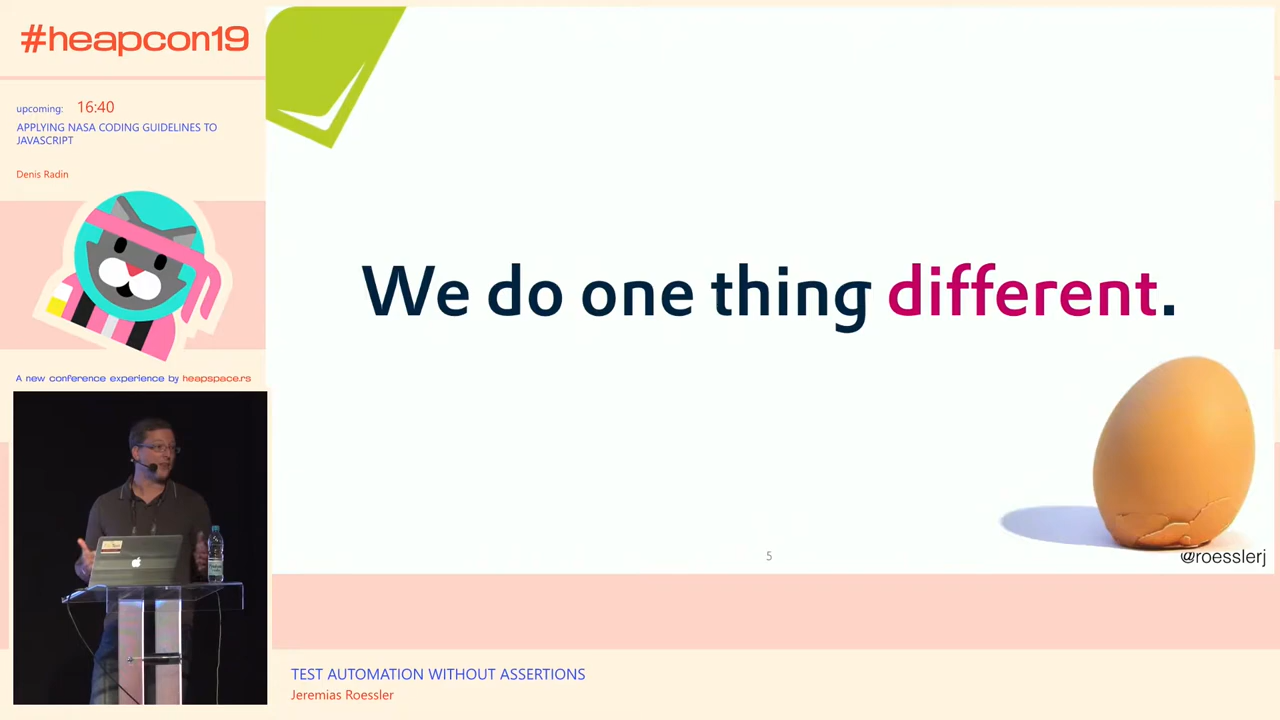 #heapcon19
upcoming: 16:40
APPLYING NASA CODING GUIDELINES TO
JAVASCRIPT
Denis Radin
A new conference experience by heapspace.rs
We do one thing different.
5
@roesslerj
TEST AUTOMATION WITHOUT ASSERTIONS
Jeremias Roessler